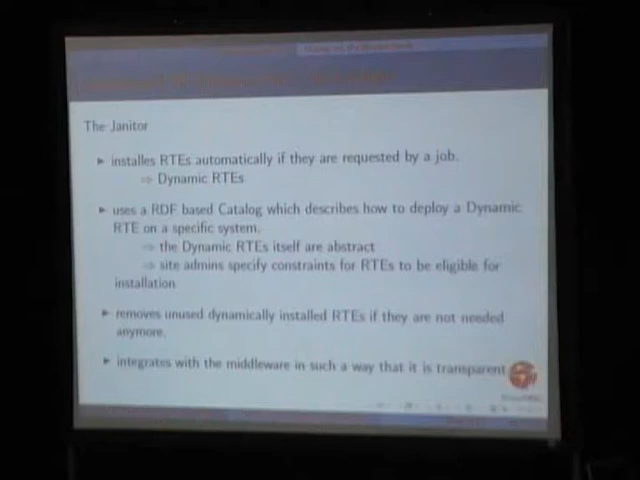 The Janitor
► installes RTEs automatically if they are requested by a job.
⇒ Dynamic RTEs
► uses a RDF based Catalog which describes how to deploy a Dynamic
RTE on a specific system.
⇒ the Dynamic RTEs itself are abstract
⇒ site admins specify constraints for RTEs to be eligible for
installation
► removes unused dynamically installed RTEs if they are not needed
anymore.
► integrates with the middleware in such a way that it is transparent